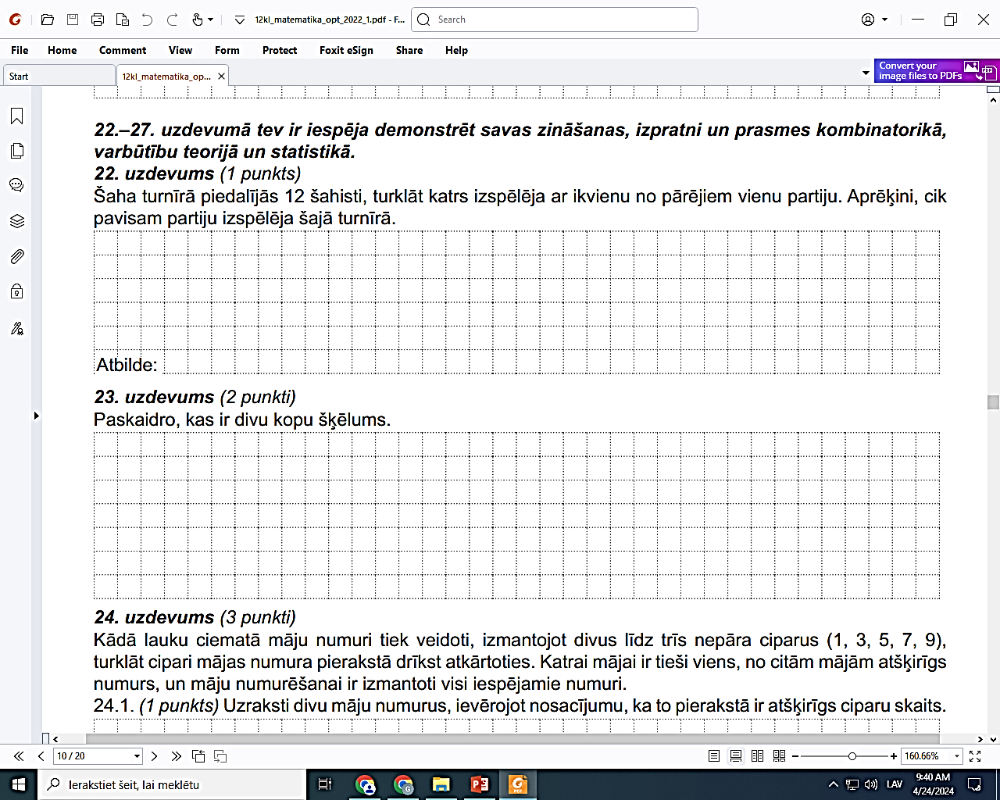 12kl_matematika_opt_2022_1.pdf - F...
Search
File Home Comment View Form Protect Foxit eSign Share Help
Start
12kl_matematika_op...
Convert your
image files to PDFs
22.–27. uzdevumā tev ir iespēja demonstrēt savas zināšanas, izpratni un prasmes kombinatorikā,
varbūtību teorijā un statistikā.
22. uzdevums (1 punkts)
Šaha turnīrā piedalījās 12 šahisti, turklāt katrs izspēlēja ar ikvienu no pārējiem vienu partiju. Aprēķini, cik
pavisam partiju izspēlēja šajā turnīrā.
Atbilde:
23. uzdevums (2 punkti)
Paskaidro, kas ir divu kopu šķēlums.
24. uzdevums (3 punkti)
Kādā lauku ciematā māju numuri tiek veidoti, izmantojot divus līdz trīs nepāra ciparus (1, 3, 5, 7, 9),
turklāt cipari mājas numura pierakstā drīkst atkārtoties. Katrai mājai ir tieši viens, no citām mājām atšķirīgs
numurs, un māju numurēšanai ir izmantoti visi iespējamie numuri.
24.1. (1 punkts) Uzraksti divu māju numurus, ievērojot nosacījumu, ka to pierakstā ir atšķirīgs ciparu skaits.
10 / 20
160.66%
Ierakstiet šeit, lai meklētu
LAV
9:40 AM
4/24/2024